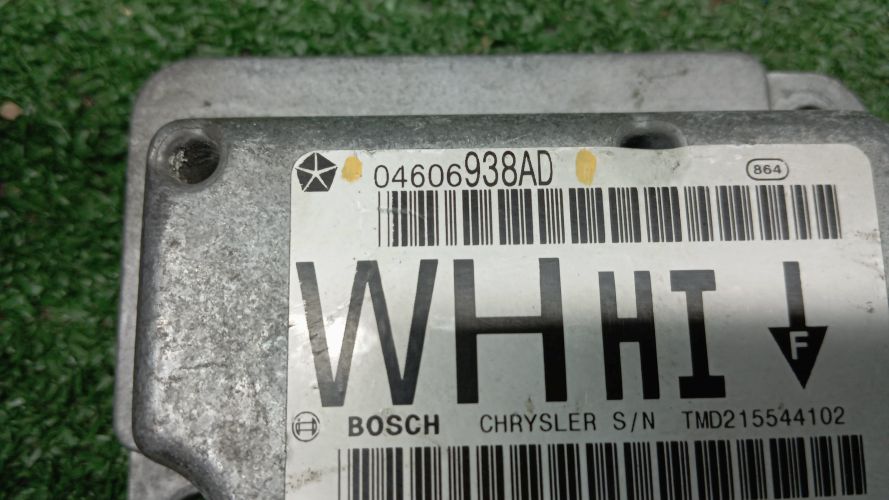 04606938AD 864
WH HI F
BOSCH CHRYSLER S/N TMD215544102